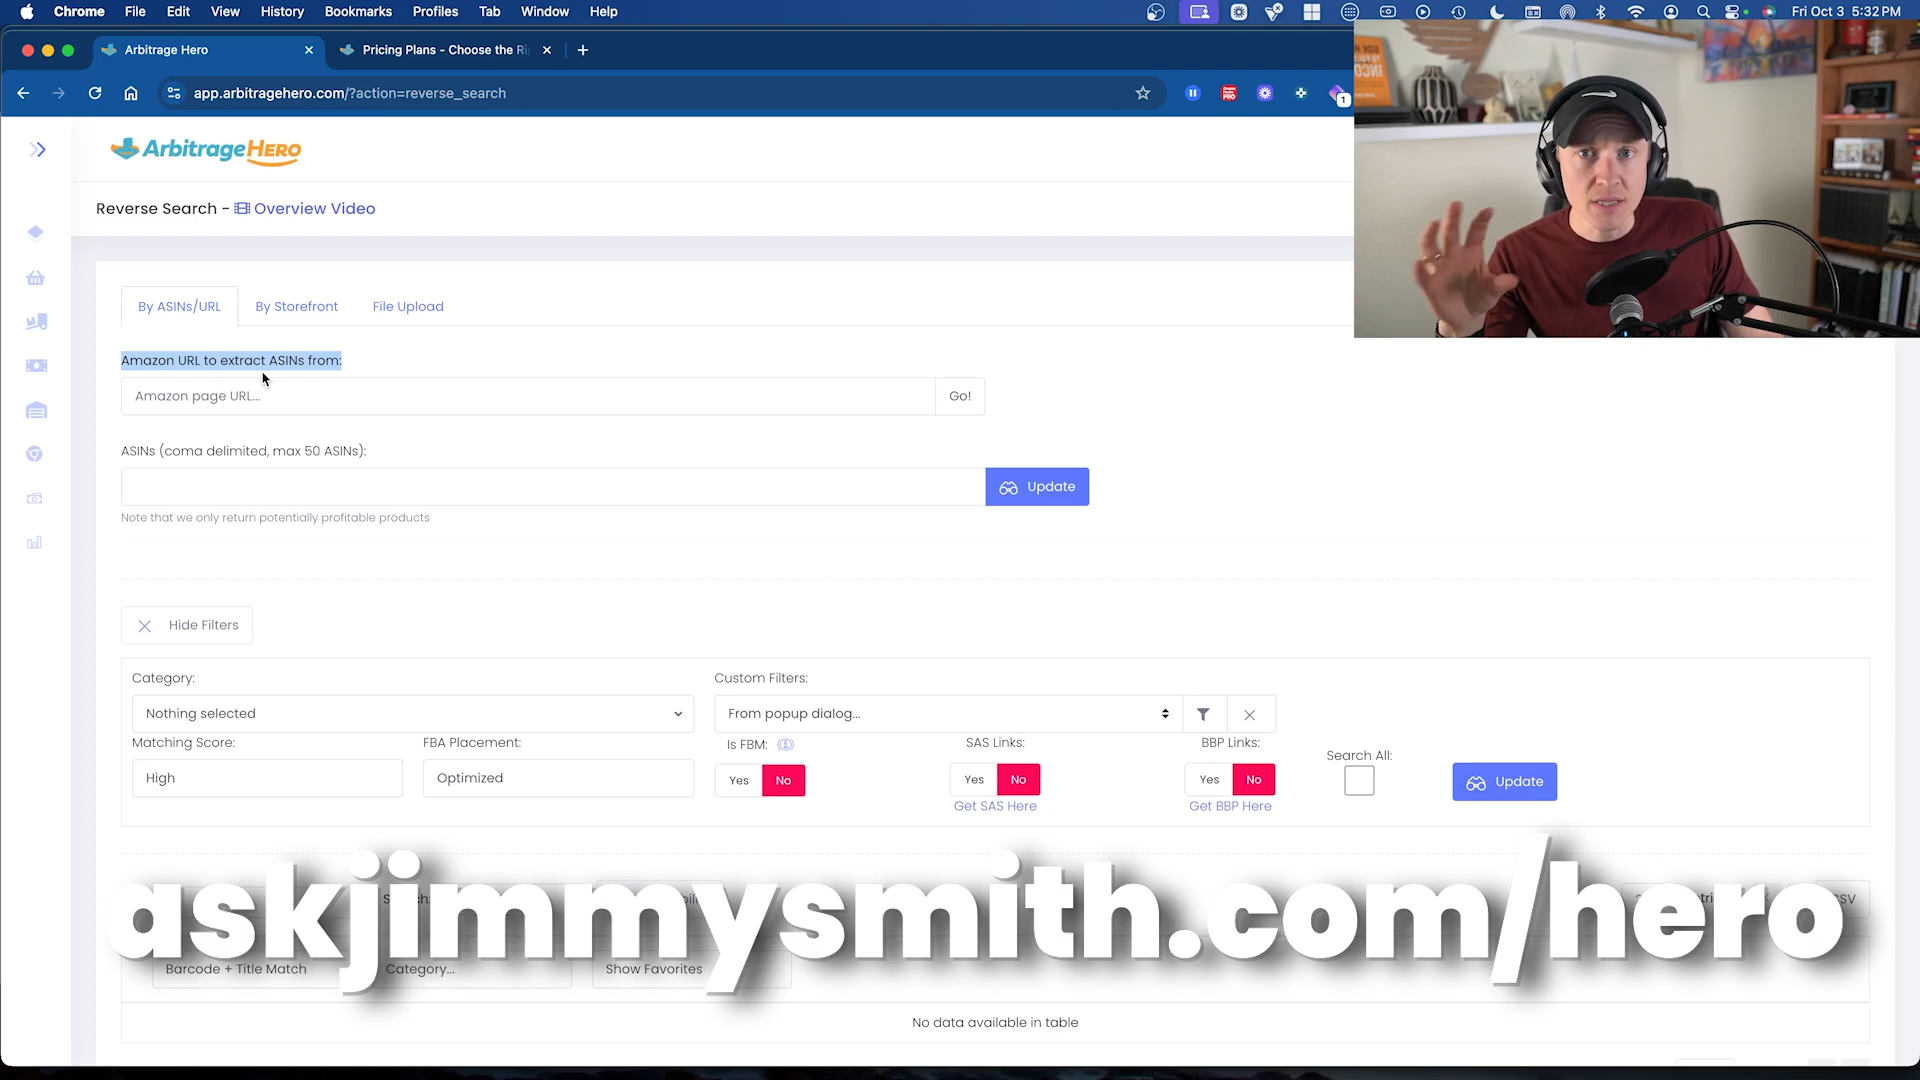 Chrome File Edit View History Bookmarks Profiles Tab Window Help Fri Oct 3 5:32 PM
Arbitrage Hero
Pricing Plans - Choose the Ri
app.arbitragehero.com/?action=reverse_search
1
ArbitrageHERO
Reverse Search - Overview Video
By ASINs/URL By Storefront File Upload
Amazon URL to extract ASINs from:
Amazon page URL... Go!
ASINs (coma delimited, max 50 ASINs):
Update
Note that we only return potentially profitable products
Hide Filters
Category: Custom Filters:
Nothing selected From popup dialog...
Matching Score: FBA Placement: Is FBM: SAS Links: BBP Links: Search All:
High Optimized Yes No Yes No Yes No Update
Get SAS Here Get BBP Here
askjimmysmith.com/hero
Barcode + Title Match Category... Show Favorites
No data available in table